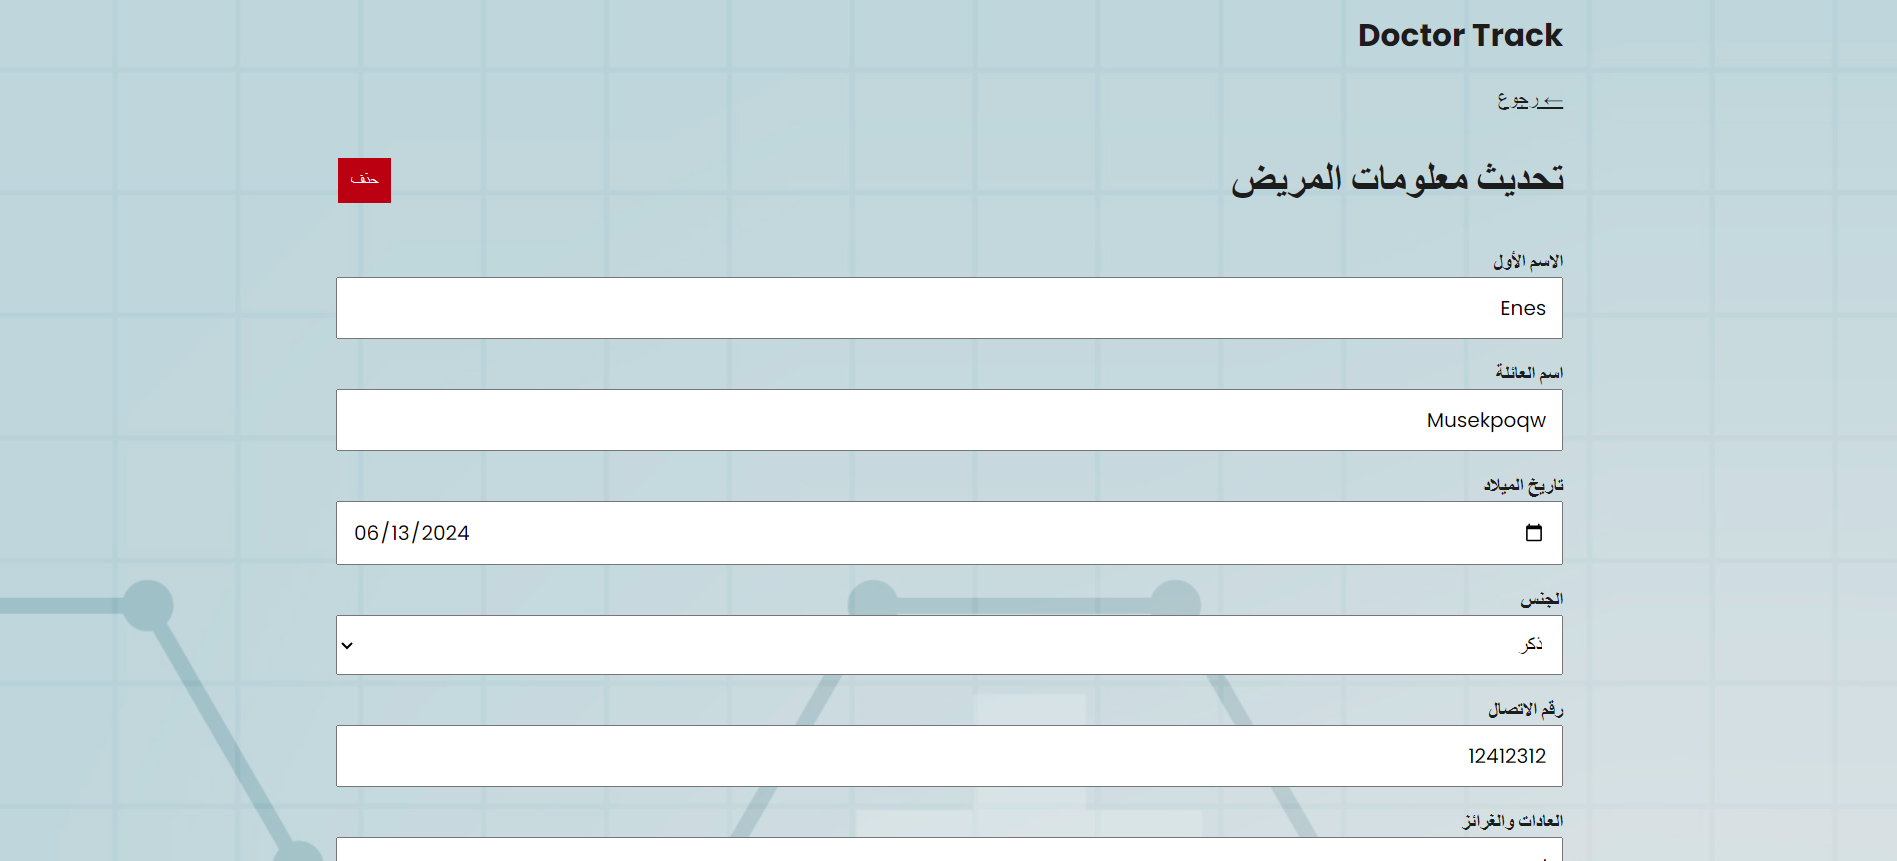 Doctor Track
← رجوع
تحديث معلومات المريض
حذف
الاسم الأول
Enes
اسم العائلة
Musekpoqw
تاريخ الميلاد
06/13/2024
الجنس
ذكر
رقم الاتصال
12412312
العادات والغرائز